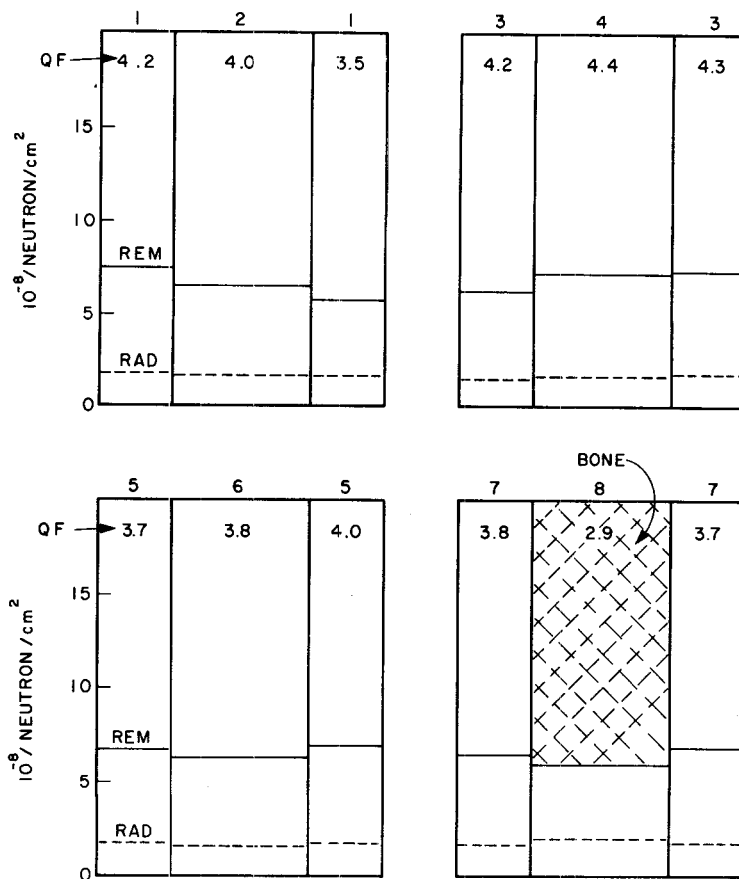 1 2 1
QF 4.2 4.0 3.5
15
10
REM
5
RAD
0
10⁻⁸/NEUTRON/cm²
3 4 3
4.2 4.4 4.3
5 6 5
QF 3.7 3.8 4.0
15
10
REM
5
RAD
0
10⁻⁸/NEUTRON/cm²
BONE
7 8 7
3.8 2.9 3.7